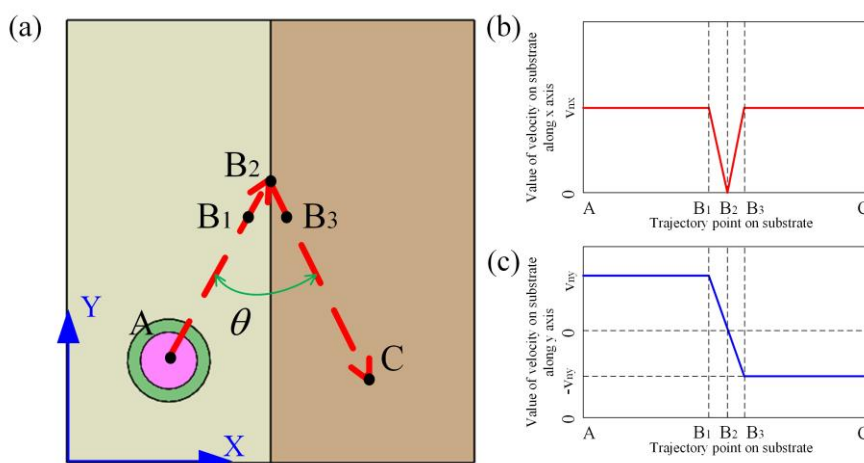 (a)
B2
B1
B3
A
θ
C
Y
X
(b)
Value of velocity on substrate
along x axis
vnx
0
A
B1
B2
B3
C
Trajectory point on substrate
(c)
Value of velocity on substrate
along y axis
vny
0
-vny
0
A
B1
B2
B3
C
Trajectory point on substrate